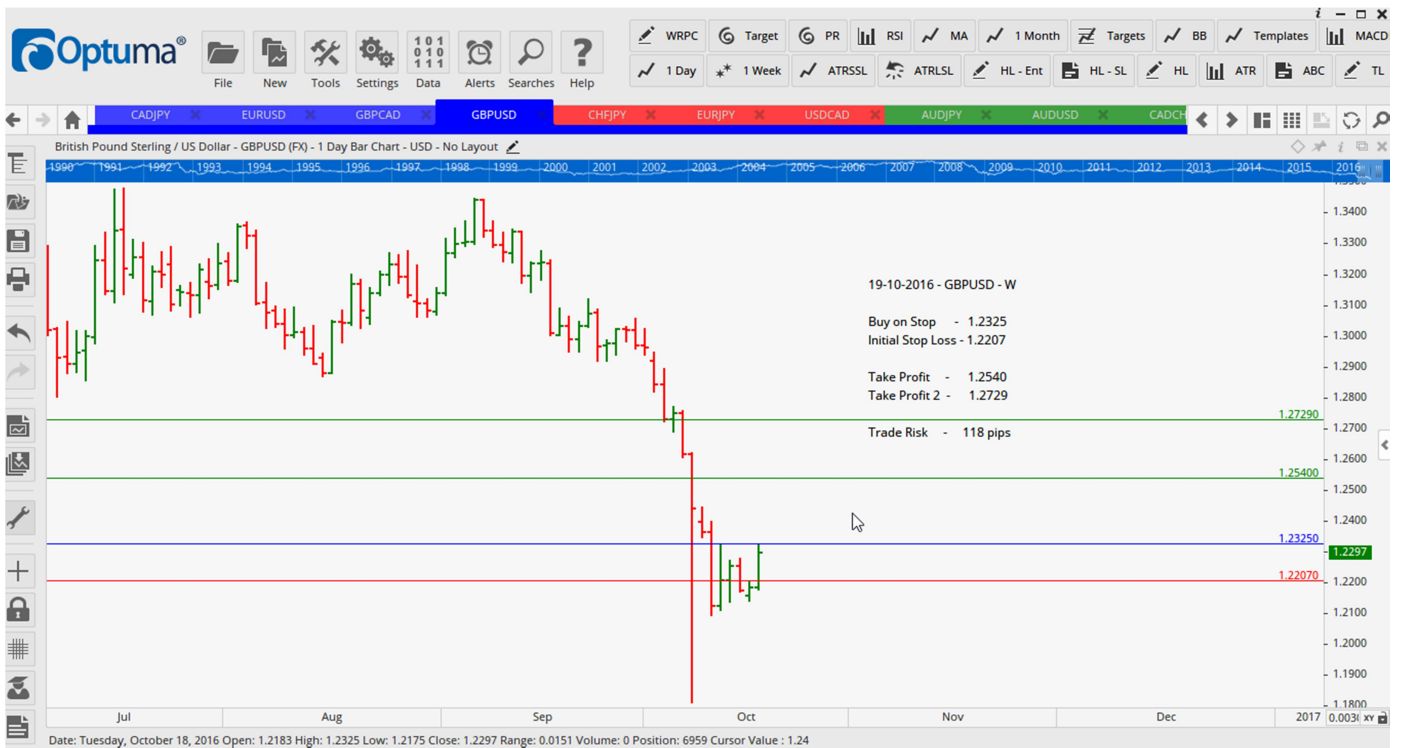 Optuma®
File
New
Tools
Settings
101
010
111
Data
Alerts
Searches
?
Help
WRPC
Target
PR
RSI
MA
1 Month
Targets
BB
Templates
MACD
1 Day
1 Week
ATRSSL
ATRLSL
HL - Ent
HL - SL
HL
ATR
ABC
TL
CADJPY
EURUSD
GBPCAD
GBPUSD
CHFJPY
EURJPY
USDCAD
AUDJPY
AUDUSD
CADCH
British Pound Sterling / US Dollar - GBPUSD (FX) - 1 Day Bar Chart - USD - No Layout
1990 1991 1992 1993 1994 1995 1996 1997 1998 1999 2000 2001 2002 2003 2004 2005 2006 2007 2008 2009 2010 2011 2012 2013 2014 2015 2016
1.3400
1.3300
1.3200
1.3100
1.3000
1.2900
1.2800
1.2700
1.2600
1.2500
1.2400
1.2297
1.2200
1.2100
1.2000
1.1900
1.1800
19-10-2016 - GBPUSD - W
Buy on Stop - 1.2325
Initial Stop Loss - 1.2207
Take Profit - 1.2540
Take Profit 2 - 1.2729
Trade Risk - 118 pips
1.27290
1.25400
1.23250
1.22070
Jul Aug Sep Oct Nov Dec 2017
XY
Date: Tuesday, October 18, 2016 Open: 1.2183 High: 1.2325 Low: 1.2175 Close: 1.2297 Range: 0.0151 Volume: 0 Position: 6959 Cursor Value : 1.24